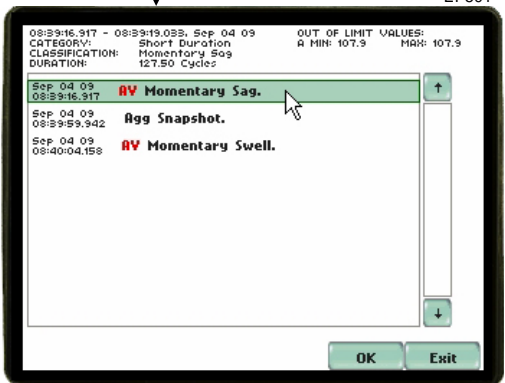 08:39:16.917 - 08:39:19.033, Sep 04 09 OUT OF LIMIT VALUES:
CATEGORY: Short Duration A MIN: 107.9 MAX: 107.9
CLASSIFICATION: Momentary Sag
DURATION: 127.50 Cycles
Sep 04 09
08:39:16.917 AV Momentary Sag.
Sep 04 09
08:39:59.942 Agg Snapshot.
Sep 04 09
08:40:04.158 AV Momentary Swell.
OK Exit